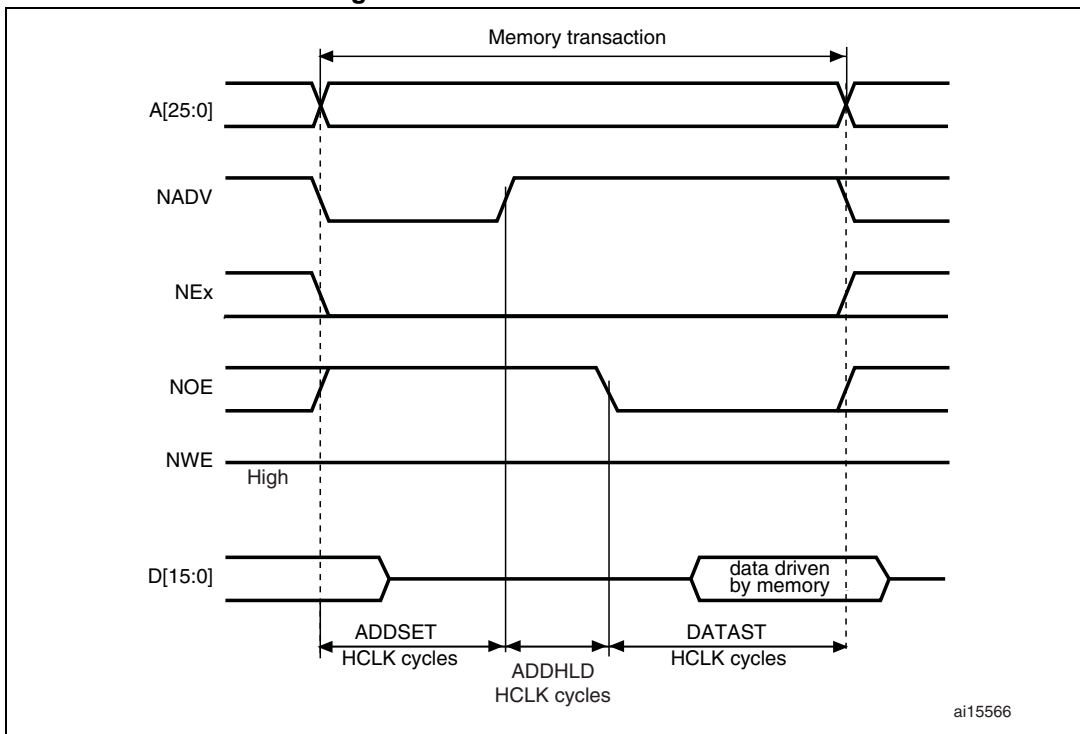 Memory transaction
A[25:0]
NADV
NEx
NOE
NWE
High
D[15:0]
data driven
by memory
ADDSET
HCLK cycles
ADDHLD
HCLK cycles
DATAST
HCLK cycles
ai15566